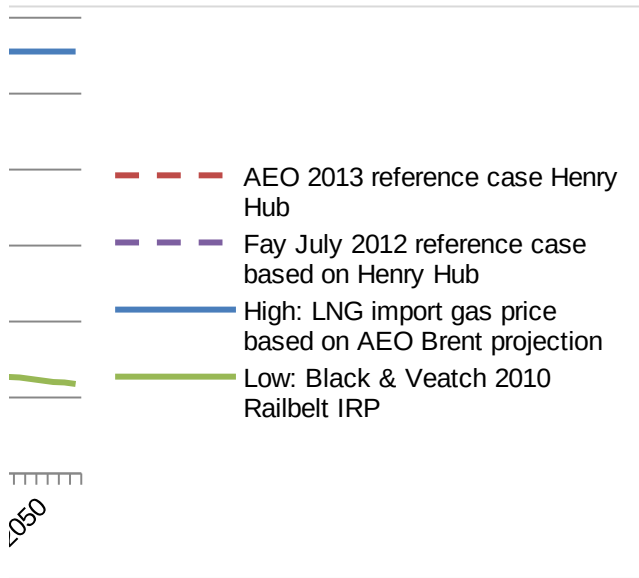 AEO 2013 reference case Henry
Hub
Fay July 2012 reference case
based on Henry Hub
High: LNG import gas price
based on AEO Brent projection
Low: Black & Veatch 2010
Railbelt IRP
2050